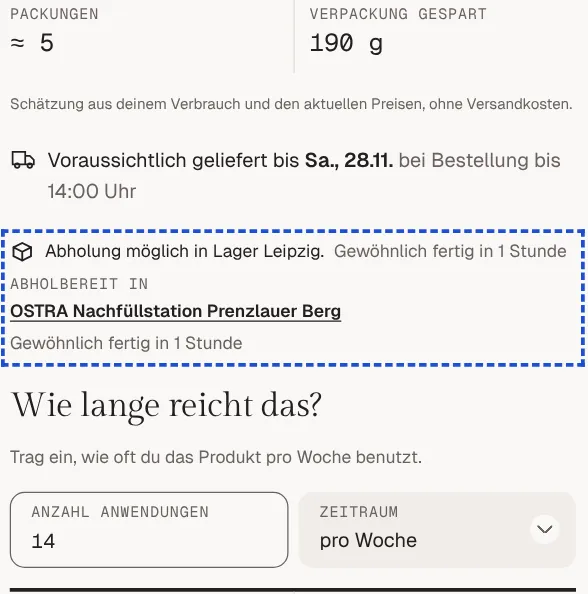 PACKUNGEN
≈ 5
VERPACKUNG GESPART
190 g
Schätzung aus deinem Verbrauch und den aktuellen Preisen, ohne Versandkosten.
Voraussichtlich geliefert bis Sa., 28.11. bei Bestellung bis
14:00 Uhr
Abholung möglich in Lager Leipzig. Gewöhnlich fertig in 1 Stunde
ABHOLBEREIT IN
OSTRA Nachfüllstation Prenzlauer Berg
Gewöhnlich fertig in 1 Stunde
Wie lange reicht das?
Trag ein, wie oft du das Produkt pro Woche benutzt.
ANZAHL ANWENDUNGEN
14
ZEITRAUM
pro Woche